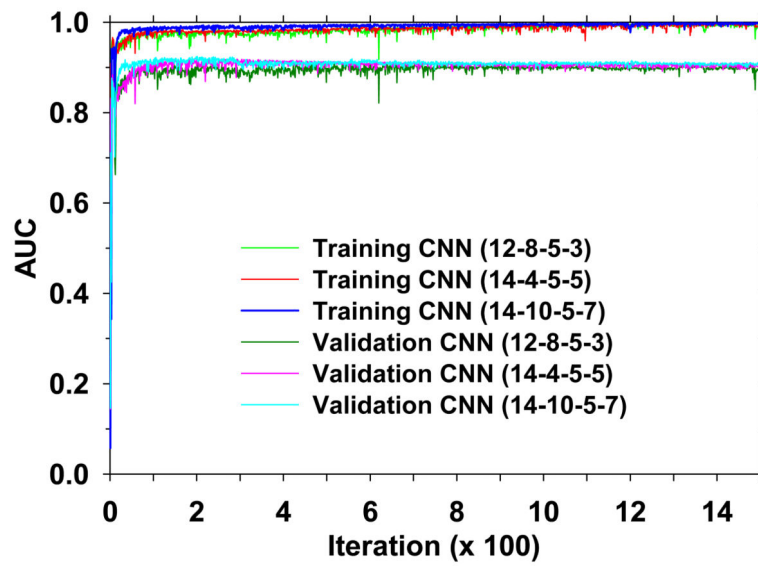 1.0
0.8
0.6
0.4
0.2
0.0
AUC
Training CNN (12-8-5-3)
Training CNN (14-4-5-5)
Training CNN (14-10-5-7)
Validation CNN (12-8-5-3)
Validation CNN (14-4-5-5)
Validation CNN (14-10-5-7)
0 2 4 6 8 10 12 14
Iteration (x 100)